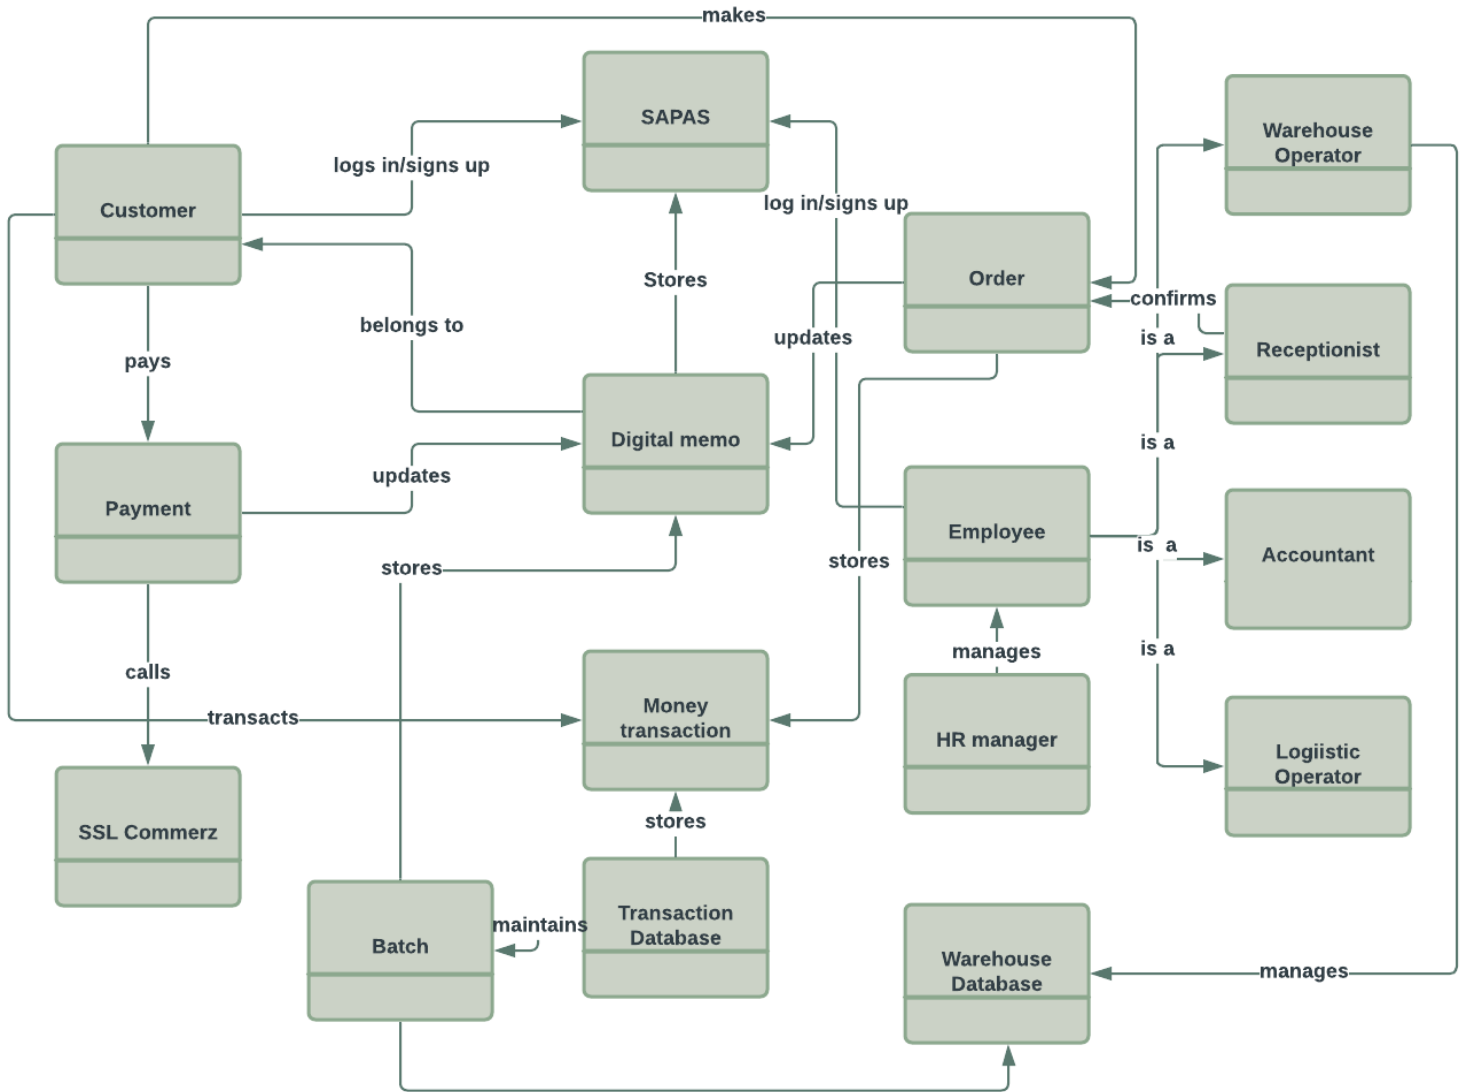 makes
SAPAS
Warehouse
Operator
logs in/signs up
Customer
log in/signs up
Stores
Order
confirms
belongs to
updates
is a
Receptionist
pays
Digital memo
is a
updates
Payment
Employee
is a
Accountant
stores
stores
manages
is a
calls
Money
transaction
transacts
HR manager
Logiistic
Operator
SSL Commerz
stores
Transaction
Database
maintains
Batch
Warehouse
Database
manages